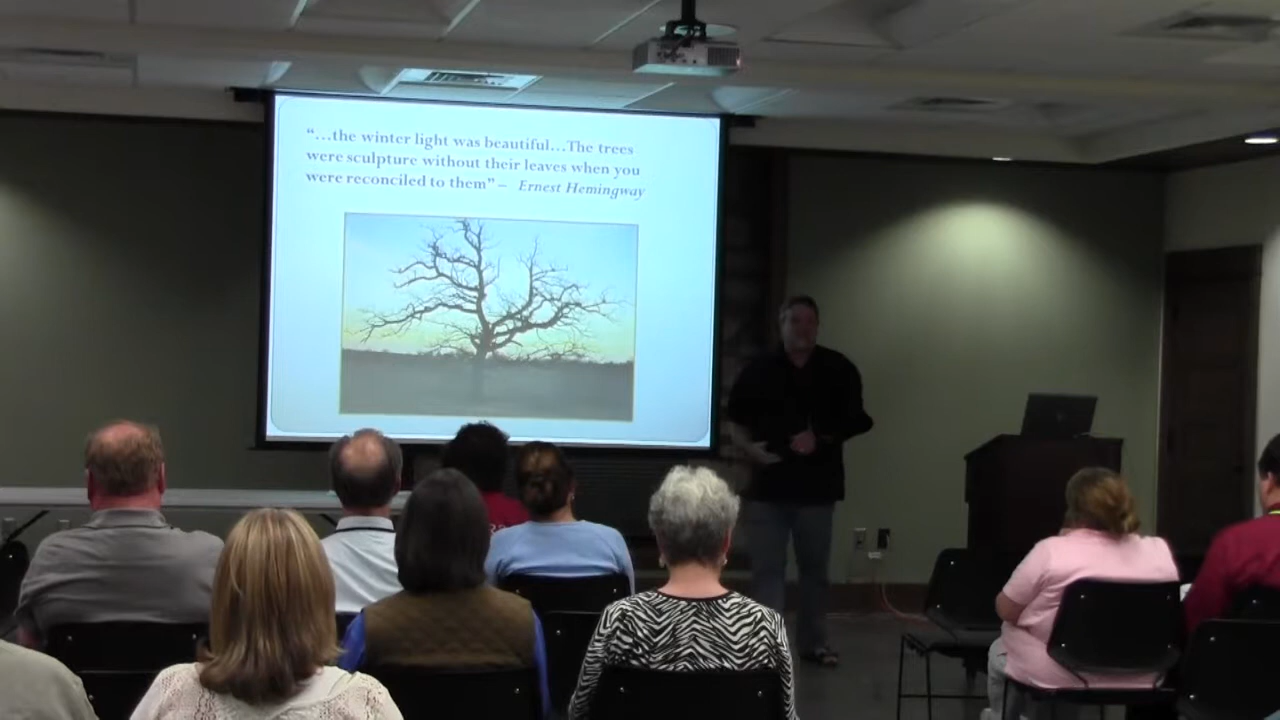 “…the winter light was beautiful…The trees
were sculpture without their leaves when you
were reconciled to them” – Ernest Hemingway